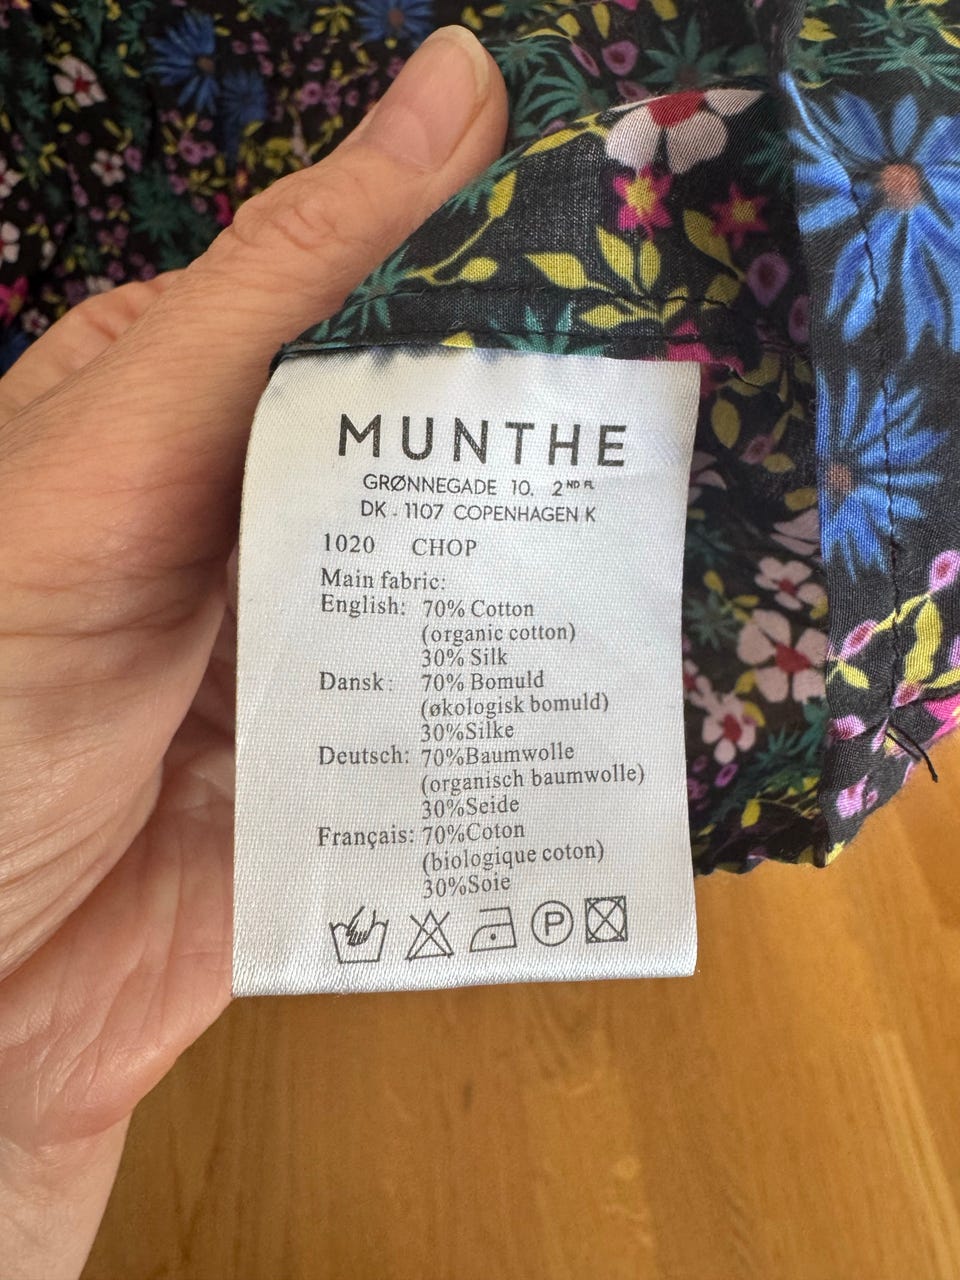 MUNTHE
GRØNNEGADE 10. 2ND FL
DK - 1107 COPENHAGEN K
1020 CHOP
Main fabric:
English: 70% Cotton
(organic cotton)
30% Silk
Dansk: 70% Bomuld
(økologisk bomuld)
30%Silke
Deutsch: 70%Baumwolle
(organisch baumwolle)
30%Seide
Français: 70%Coton
(biologique coton)
30%Soie
P